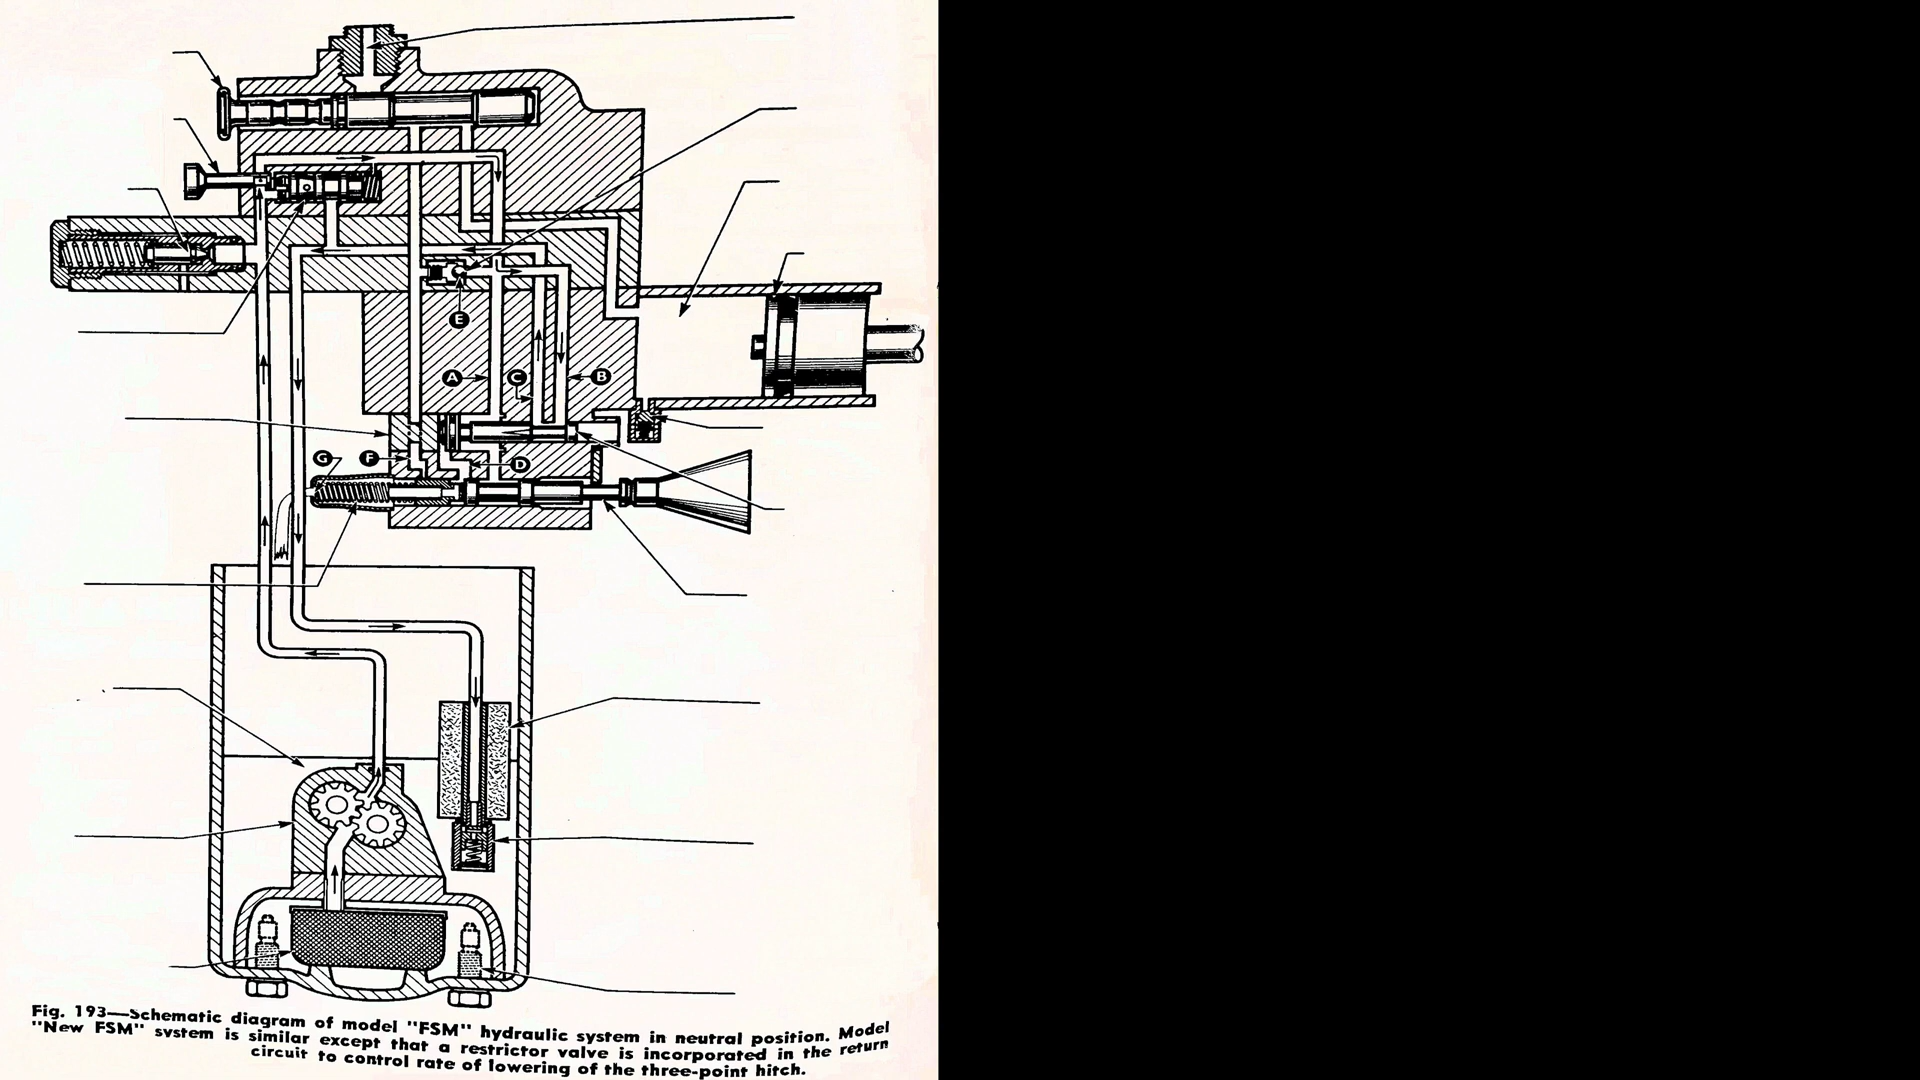 E
A
C
B
G
F
D
Fig. 193—Schematic diagram of model "FSM" hydraulic system in neutral position. Model
"New FSM" system is similar except that a restrictor valve is incorporated in the return
circuit to control rate of lowering of the three-point hitch.